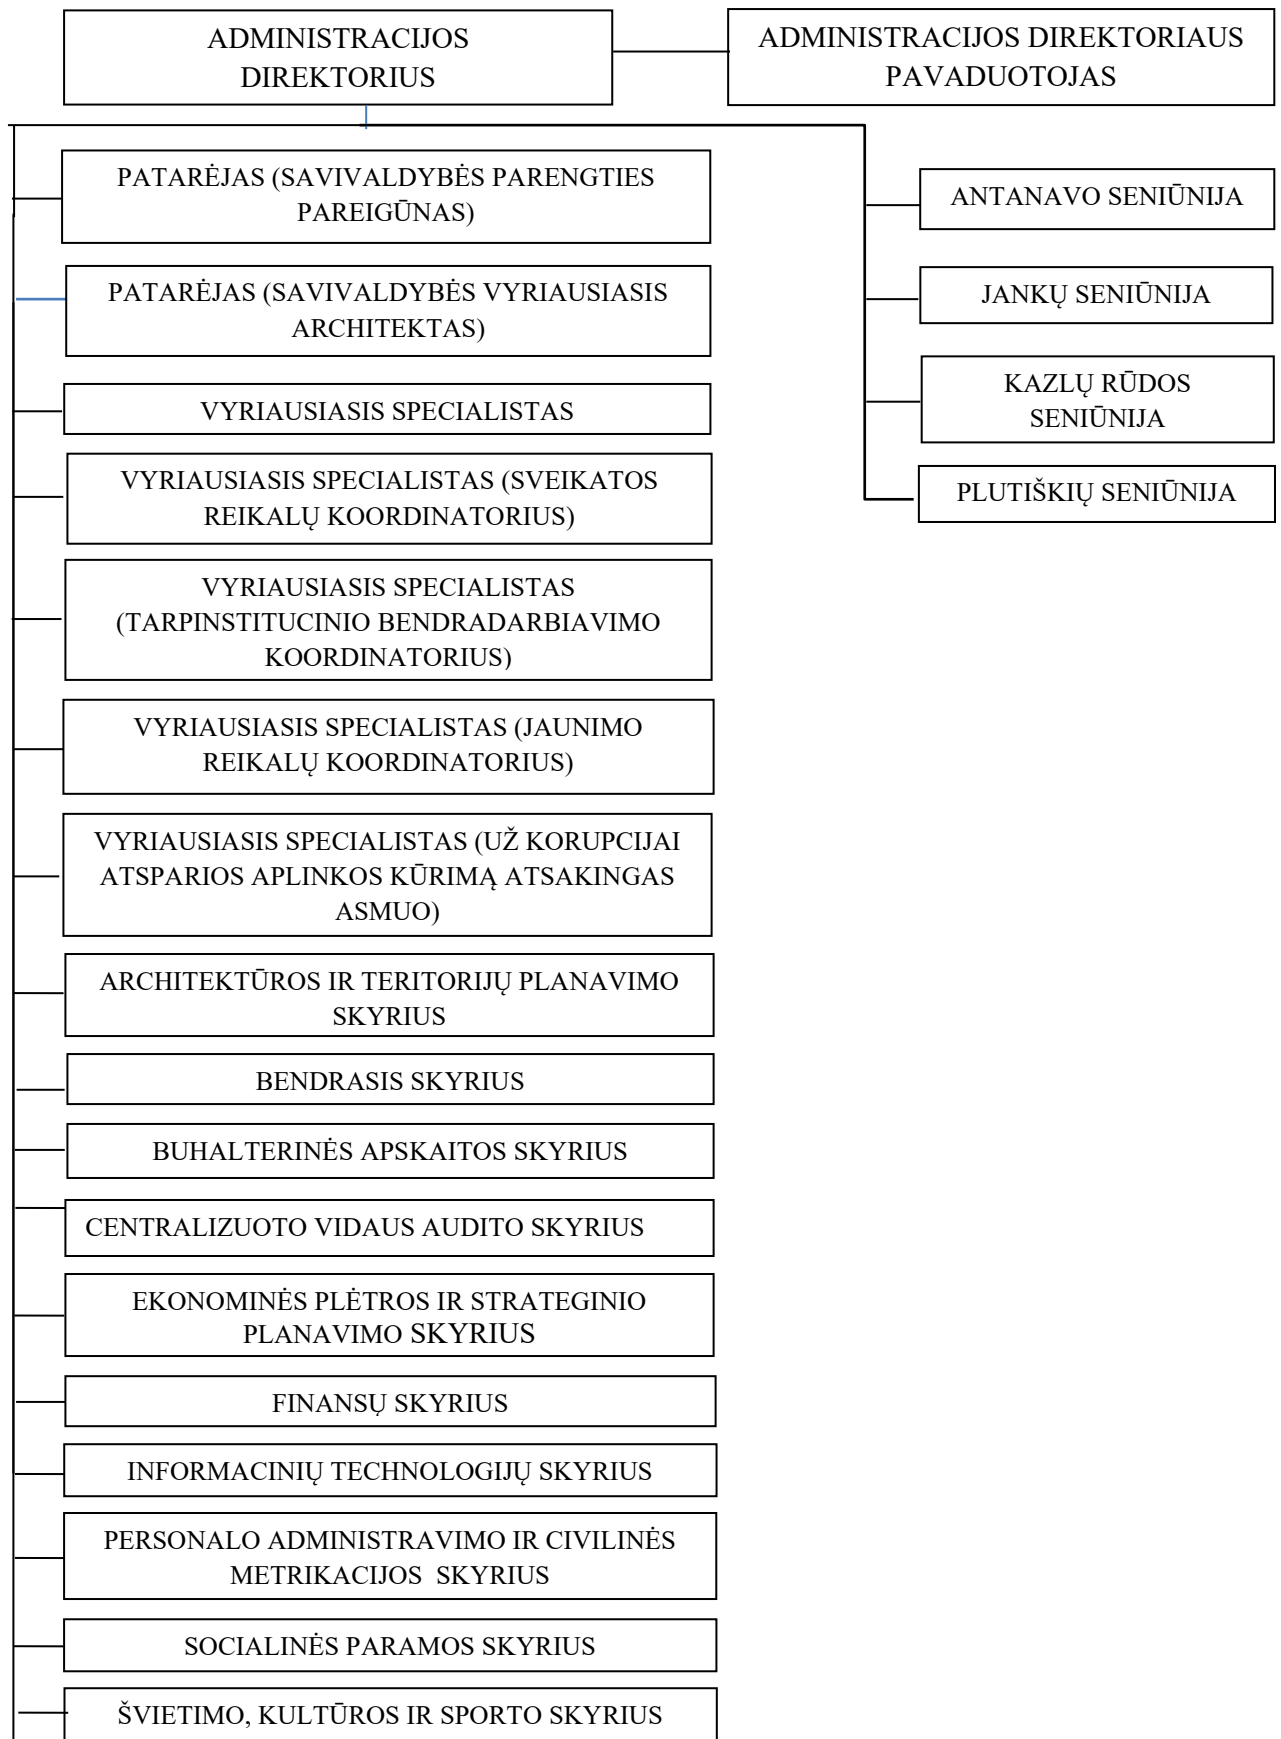 ADMINISTRACIJOS
DIREKTORIUS
ADMINISTRACIJOS DIREKTORIAUS
PAVADUOTOJAS
PATARĖJAS (SAVIVALDYBĖS PARENGTIES
PAREIGŪNAS)
PATARĖJAS (SAVIVALDYBĖS VYRIAUSIASIS
ARCHITEKTAS)
VYRIAUSIASIS SPECIALISTAS
VYRIAUSIASIS SPECIALISTAS (SVEIKATOS
REIKALŲ KOORDINATORIUS)
VYRIAUSIASIS SPECIALISTAS
(TARPINSTITUCINIO BENDRADARBIAVIMO
KOORDINATORIUS)
VYRIAUSIASIS SPECIALISTAS (JAUNIMO
REIKALŲ KOORDINATORIUS)
VYRIAUSIASIS SPECIALISTAS (UŽ KORUPCIJAI
ATSPARIOS APLINKOS KŪRIMĄ ATSAKINGAS
ASMUO)
ARCHITEKTŪROS IR TERITORIJŲ PLANAVIMO
SKYRIUS
BENDRASIS SKYRIUS
BUHALTERINĖS APSKAITOS SKYRIUS
CENTRALIZUOTO VIDAUS AUDITO SKYRIUS
EKONOMINĖS PLĖTROS IR STRATEGINIO
PLANAVIMO SKYRIUS
FINANSŲ SKYRIUS
INFORMACINIŲ TECHNOLOGIJŲ SKYRIUS
PERSONALO ADMINISTRAVIMO IR CIVILINĖS
METRIKACIJOS SKYRIUS
SOCIALINĖS PARAMOS SKYRIUS
ŠVIETIMO, KULTŪROS IR SPORTO SKYRIUS
ANTANAVO SENIŪNIJA
JANKŲ SENIŪNIJA
KAZLŲ RŪDOS
SENIŪNIJA
PLUTIŠKIŲ SENIŪNIJA